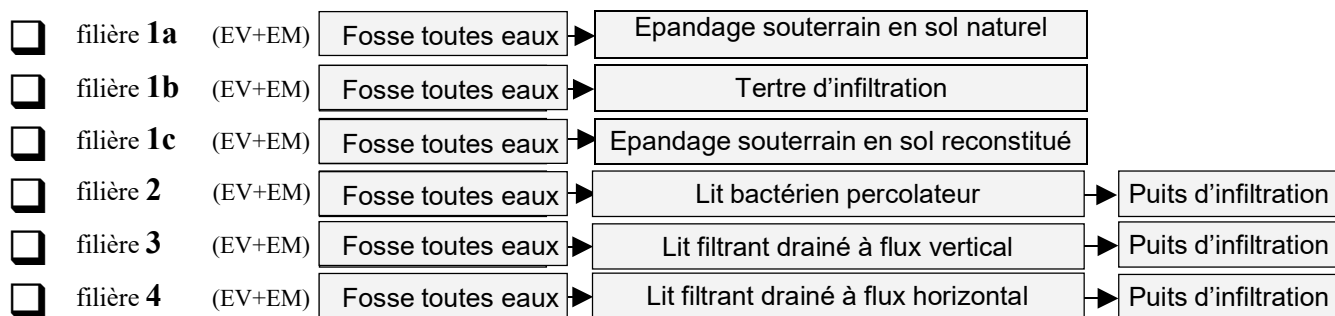 filière 1a (EV+EM) Fosse toutes eaux Epandage souterrain en sol naturel
filière 1b (EV+EM) Fosse toutes eaux Tertre d'infiltration
filière 1c (EV+EM) Fosse toutes eaux Epandage souterrain en sol reconstitué
filière 2 (EV+EM) Fosse toutes eaux Lit bactérien percolateur Puits d'infiltration
filière 3 (EV+EM) Fosse toutes eaux Lit filtrant drainé à flux vertical Puits d'infiltration
filière 4 (EV+EM) Fosse toutes eaux Lit filtrant drainé à flux horizontal Puits d'infiltration